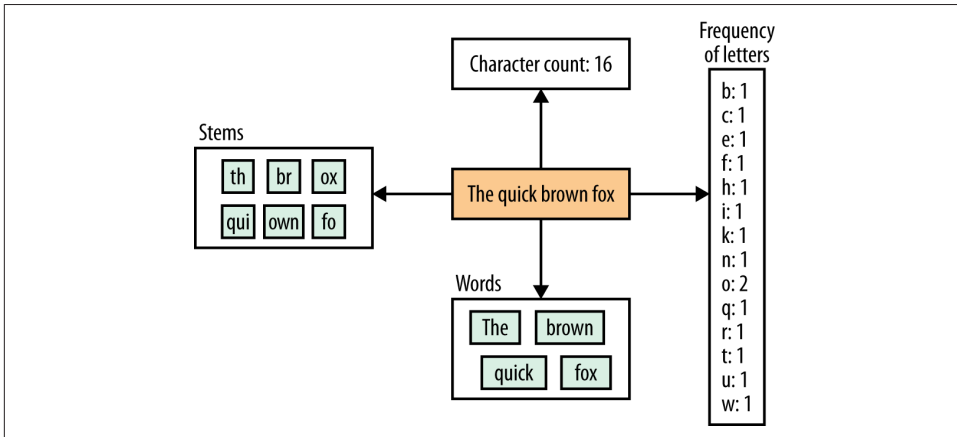 Character count: 16
Stems
th br ox
qui own fo
The quick brown fox
Words
The brown
quick fox
Frequency
of letters
b: 1
c: 1
e: 1
f: 1
h: 1
i: 1
k: 1
n: 1
o: 2
q: 1
r: 1
t: 1
u: 1
w: 1